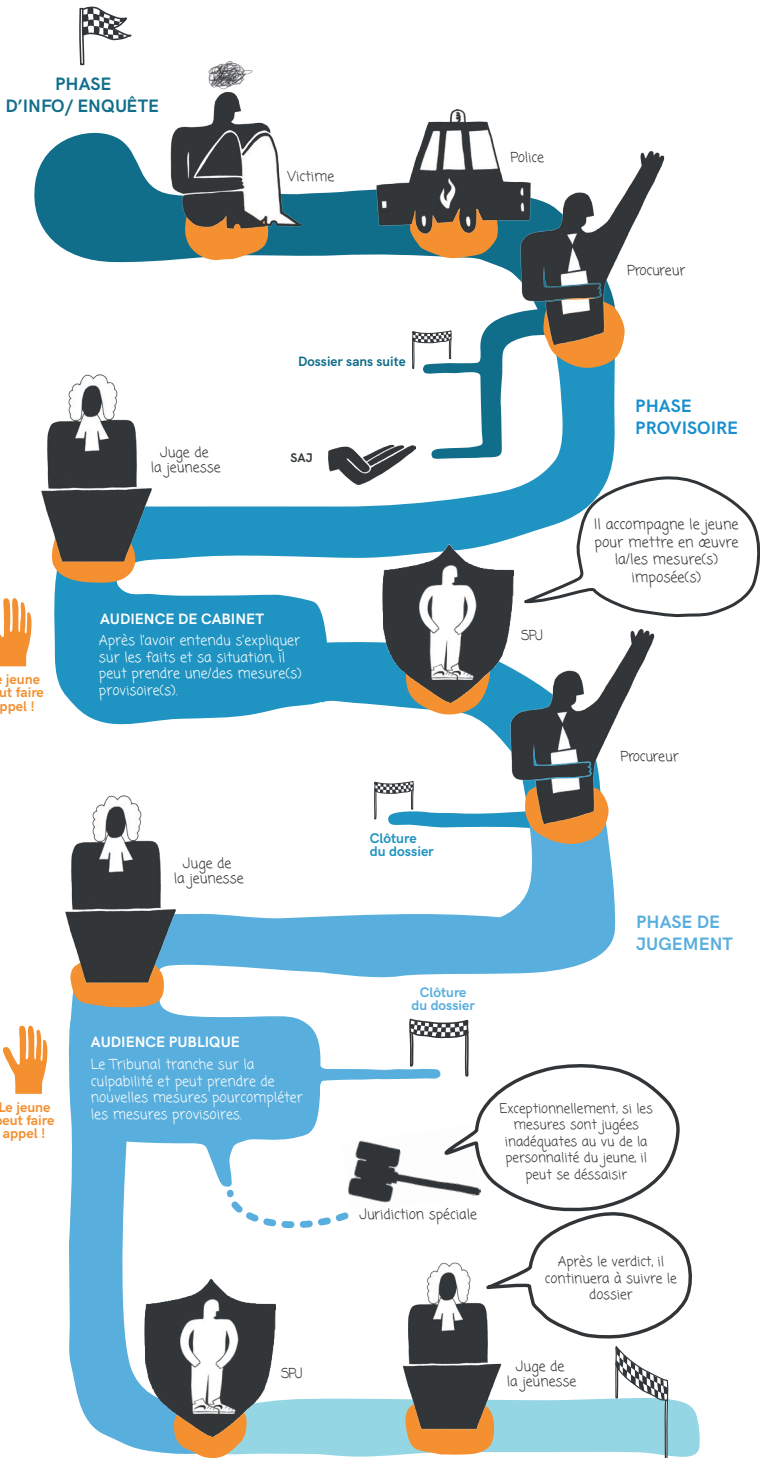 PHASE
D'INFO/ ENQUÊTE
Victime
Police
Procureur
Dossier sans suite
PHASE
PROVISOIRE
Juge de
la jeunesse
SAJ
Il accompagne le jeune
pour mettre en œuvre
la/les mesure(s)
imposée(s)
AUDIENCE DE CABINET
Après l'avoir entendu s'expliquer
sur les faits et sa situation, il
peut prendre une/des mesure(s)
provisoire(s).
SPJ
jeune
faire
Procureur
Clôture
du dossier
Juge de
la jeunesse
PHASE DE
JUGEMENT
Clôture
du dossier
AUDIENCE PUBLIQUE
Le Tribunal tranche sur la
culpabilité et peut prendre de
nouvelles mesures pourcompléter
les mesures provisoires.
Le jeune
peut faire
appel !
Exceptionnellement, si les
mesures sont jugées
inadéquates au vu de la
personnalité du jeune, il
peut se déssaisir
Juridiction spéciale
Après le verdict, il
continuera à suivre le
dossier
SPJ
Juge de
la jeunesse